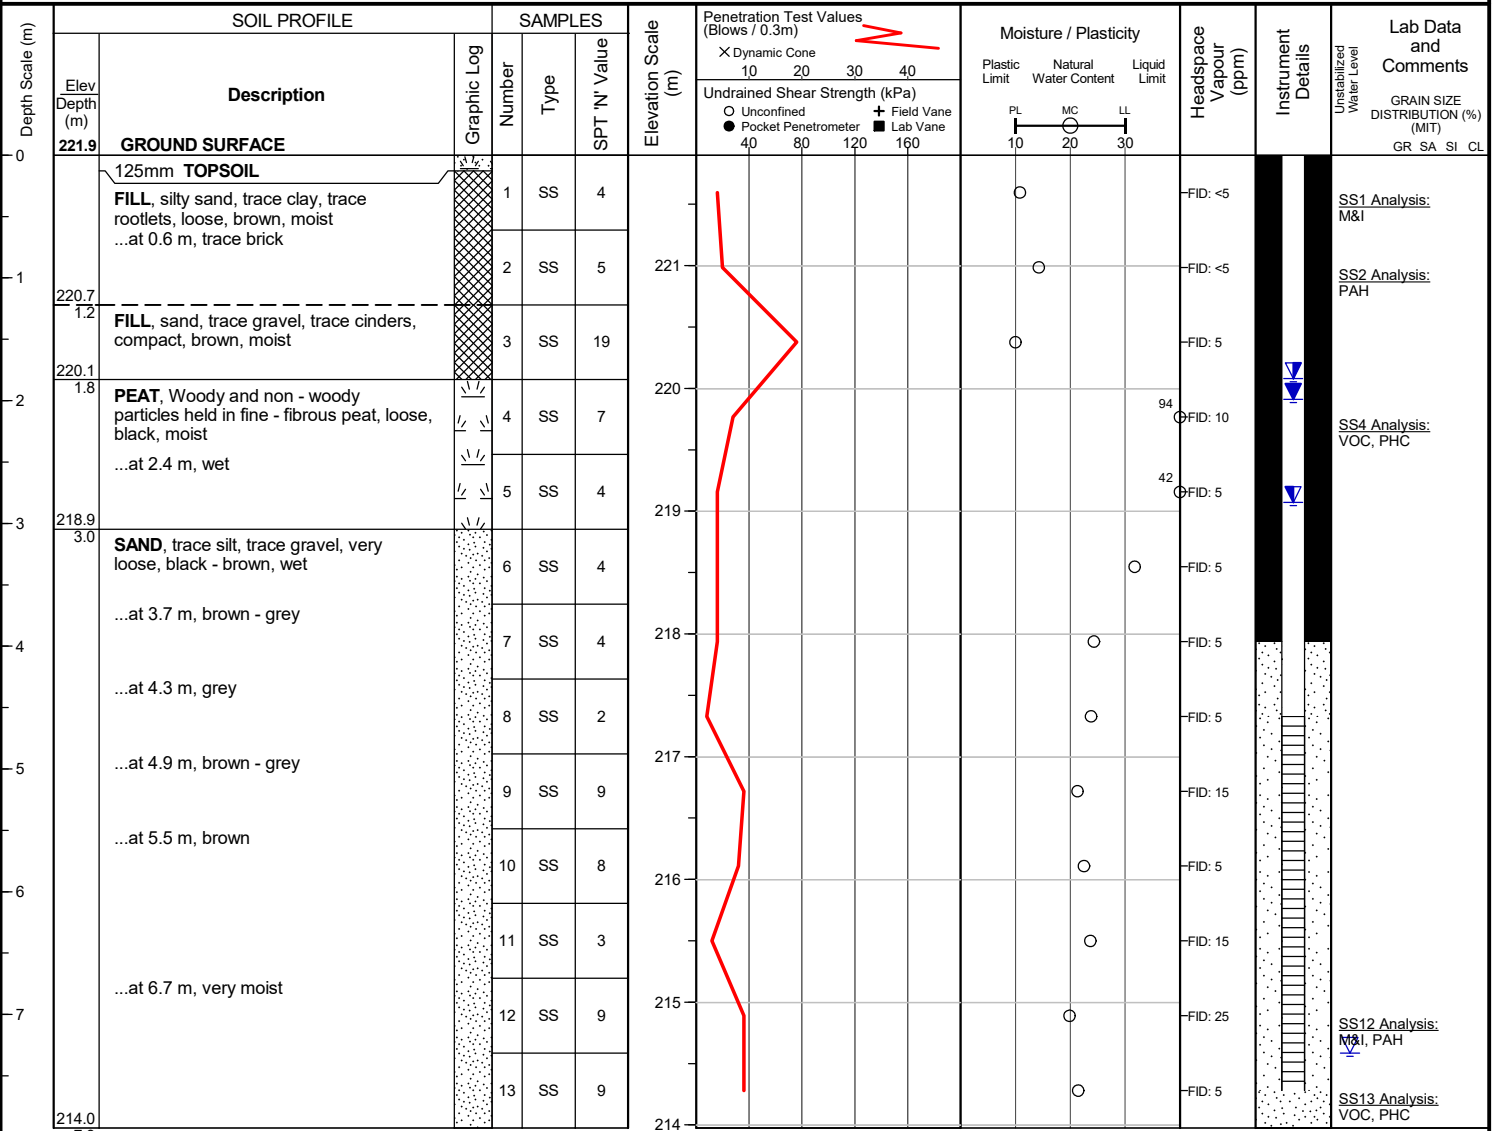 SOIL PROFILE
SAMPLES
Depth Scale (m)
Elev
Depth
(m)
Description
Graphic Log
Number
Type
SPT 'N' Value
Elevation Scale
(m)
Penetration Test Values
(Blows / 0.3m)
Dynamic Cone
10 20 30 40
Undrained Shear Strength (kPa)
Unconfined Field Vane
Pocket Penetrometer Lab Vane
40 80 120 160
Moisture / Plasticity
Plastic
Limit
Natural
Water Content
Liquid
Limit
PL MC LL
10 20 30
Headspace
Vapour
(ppm)
Instrument
Details
Unstabilized
Water Level
Lab Data
and
Comments
GRAIN SIZE
DISTRIBUTION (%)
(MIT)
GR SA SI CL
221.9 GROUND SURFACE
0
125mm TOPSOIL
FILL, silty sand, trace clay, trace
rootlets, loose, brown, moist
...at 0.6 m, trace brick
1 SS 4
FID: <5
SS1 Analysis:
M&I
2 SS 5
221
FID: <5
SS2 Analysis:
PAH
1
220.7
1.2
FILL, sand, trace gravel, trace cinders,
compact, brown, moist
3 SS 19
FID: 5
220.1
1.8
220
2
PEAT, Woody and non - woody
particles held in fine - fibrous peat, loose,
black, moist
4 SS 7
94
FID: 10
SS4 Analysis:
VOC, PHC
...at 2.4 m, wet
5 SS 4
42
FID: 5
219
218.9
3
3.0
SAND, trace silt, trace gravel, very
loose, black - brown, wet
6 SS 4
FID: 5
...at 3.7 m, brown - grey
218
7 SS 4
FID: 5
4
...at 4.3 m, grey
8 SS 2
FID: 5
217
...at 4.9 m, brown - grey
5
9 SS 9
FID: 15
...at 5.5 m, brown
10 SS 8
216
FID: 5
6
11 SS 3
FID: 15
...at 6.7 m, very moist
215
7
12 SS 9
FID: 25
SS12 Analysis:
M&I, PAH
13 SS 9
FID: 5
SS13 Analysis:
VOC, PHC
214.0
214